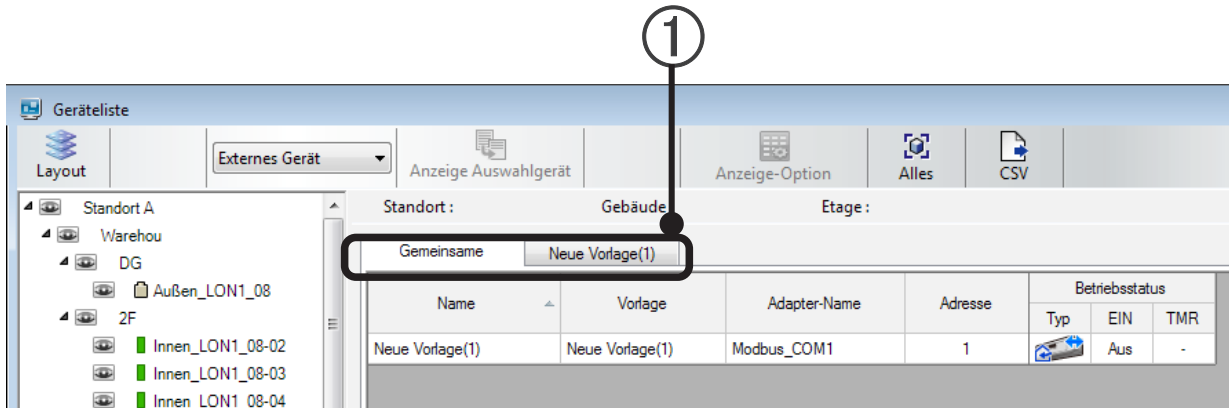 ①
Geräteliste
Layout
Externes Gerät
Anzeige Auswahlgerät
Anzeige-Option
Alles
CSV
Standort A
Warehou
DG
Außen_LON1_08
2F
Innen_LON1_08-02
Innen_LON1_08-03
Innen_LON1_08-04
Standort : Gebäude Etage :
Gemeinsame Neue Vorlage(1)
Name Vorlage Adapter-Name Adresse Betriebsstatus
Typ EIN TMR
Neue Vorlage(1) Neue Vorlage(1) Modbus_COM1 1 Aus -